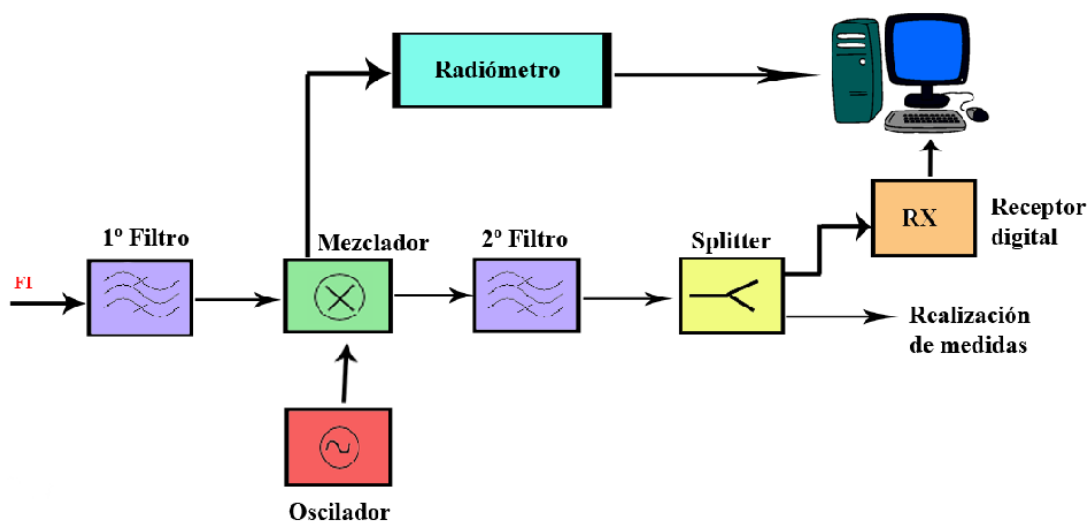 Radiómetro
1º Filtro
Mezclador
2º Filtro
Splitter
RX
Receptor
digital
FI
Realización
de medidas
Oscilador